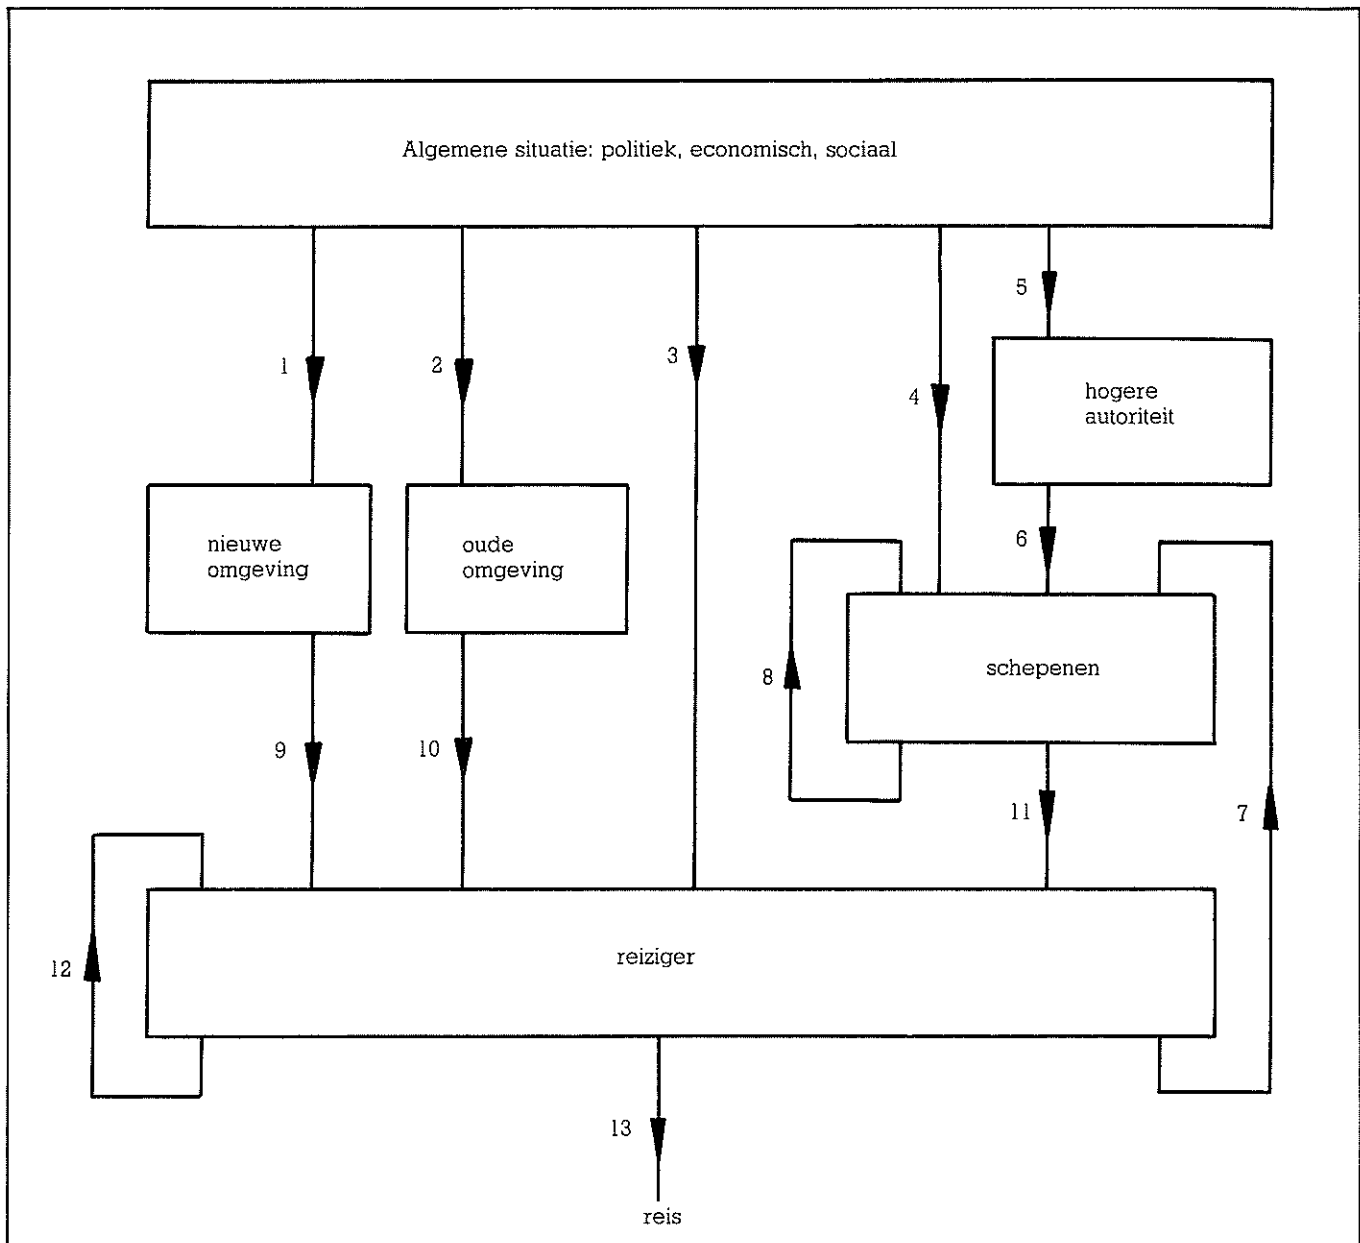 Algemene situatie: politiek, economisch, sociaal
5
1
2
3
4
hogere
autoriteit
nieuwe
omgeving
oude
omgeving
6
8
schepenen
9
10
11
7
12
reiziger
13
reis